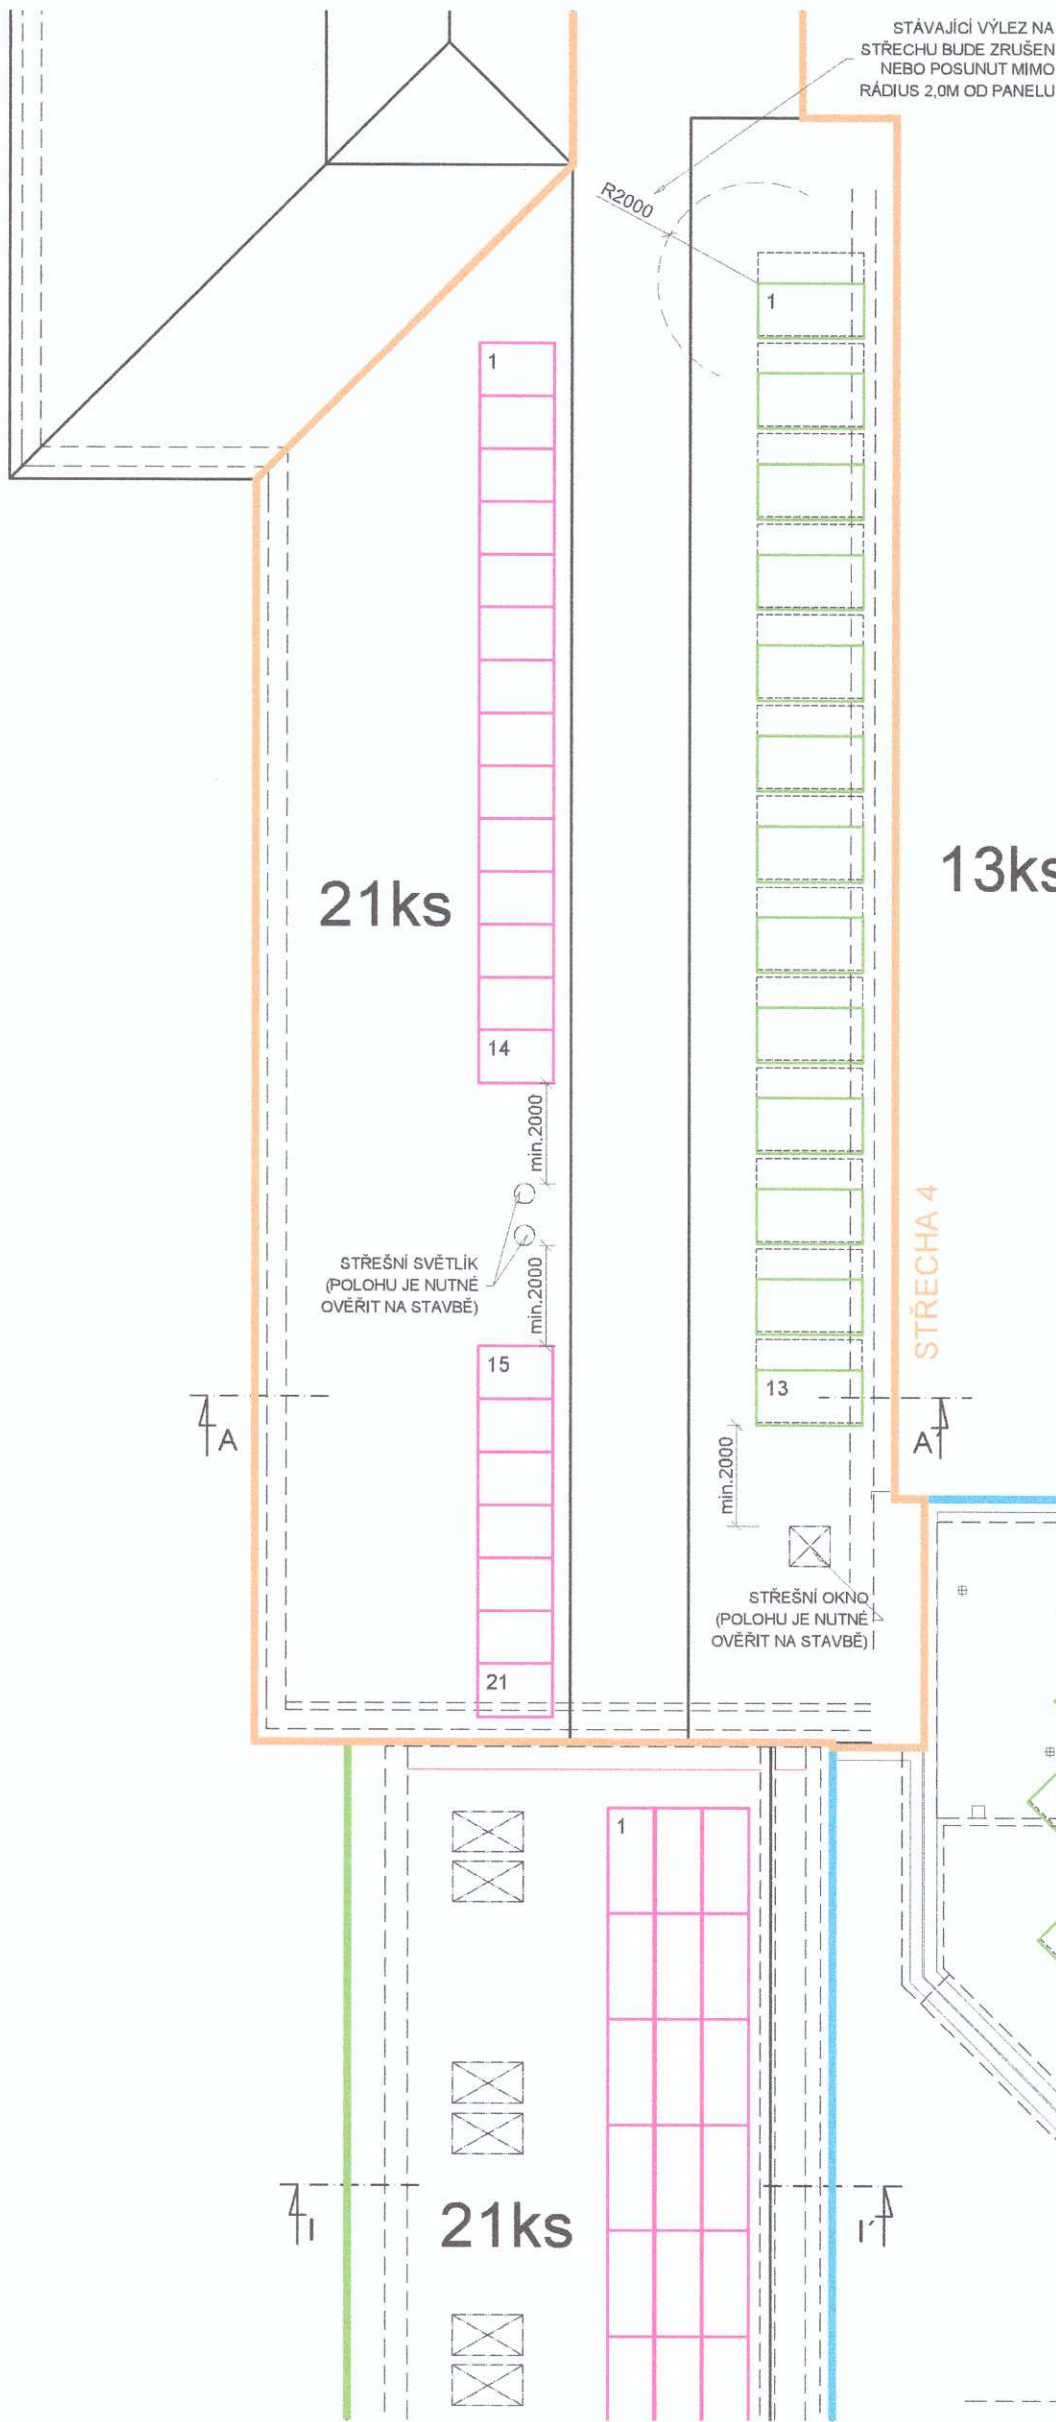 STÁVAJÍCÍ VÝLEZ NA
STŘECHU BUDE ZRUŠEN
NEBO POSUNUT MIMO
RÁDIUS 2,0M OD PANELU
R2000
1
1
21ks
13ks
14
min.2000
STŘEŠNÍ SVĚTLÍK
(POLOHU JE NUTNÉ
OVĚŘIT NA STAVBĚ)
min.2000
STŘECHA 4
15
13
A
A'
min.2000
STŘEŠNÍ OKNO
(POLOHU JE NUTNÉ
OVĚŘIT NA STAVBĚ)
21
1
I
I'
21ks